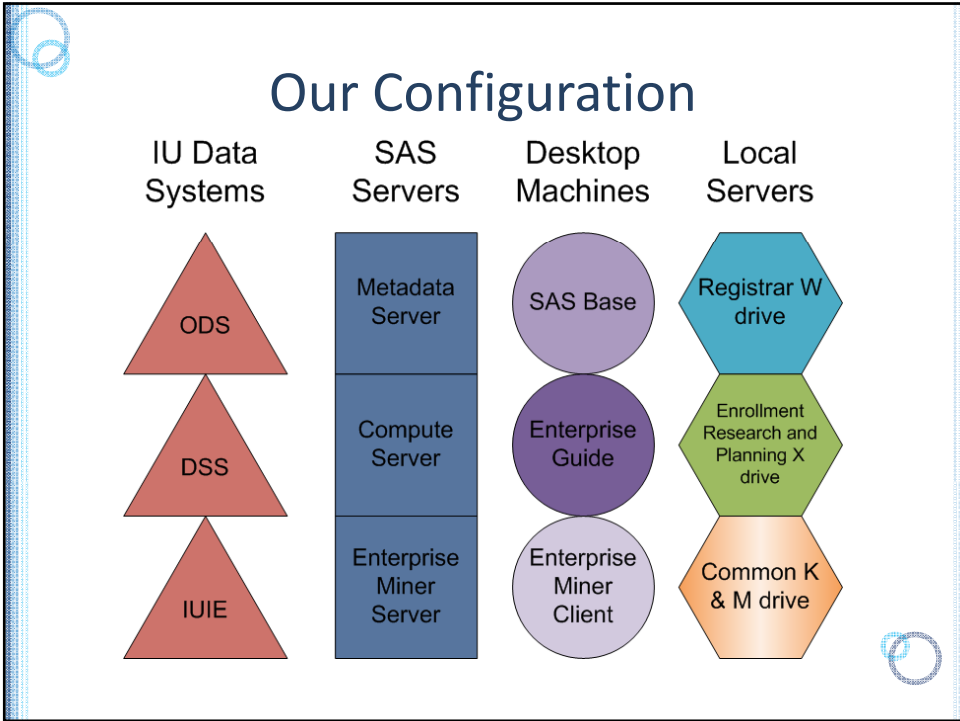 Our Configuration
IU Data
Systems
SAS
Servers
Desktop
Machines
Local
Servers
ODS
Metadata
Server
SAS Base
Registrar W
drive
DSS
Compute
Server
Enterprise
Guide
Enrollment
Research and
Planning X
drive
IUIE
Enterprise
Miner
Server
Enterprise
Miner
Client
Common K
& M drive